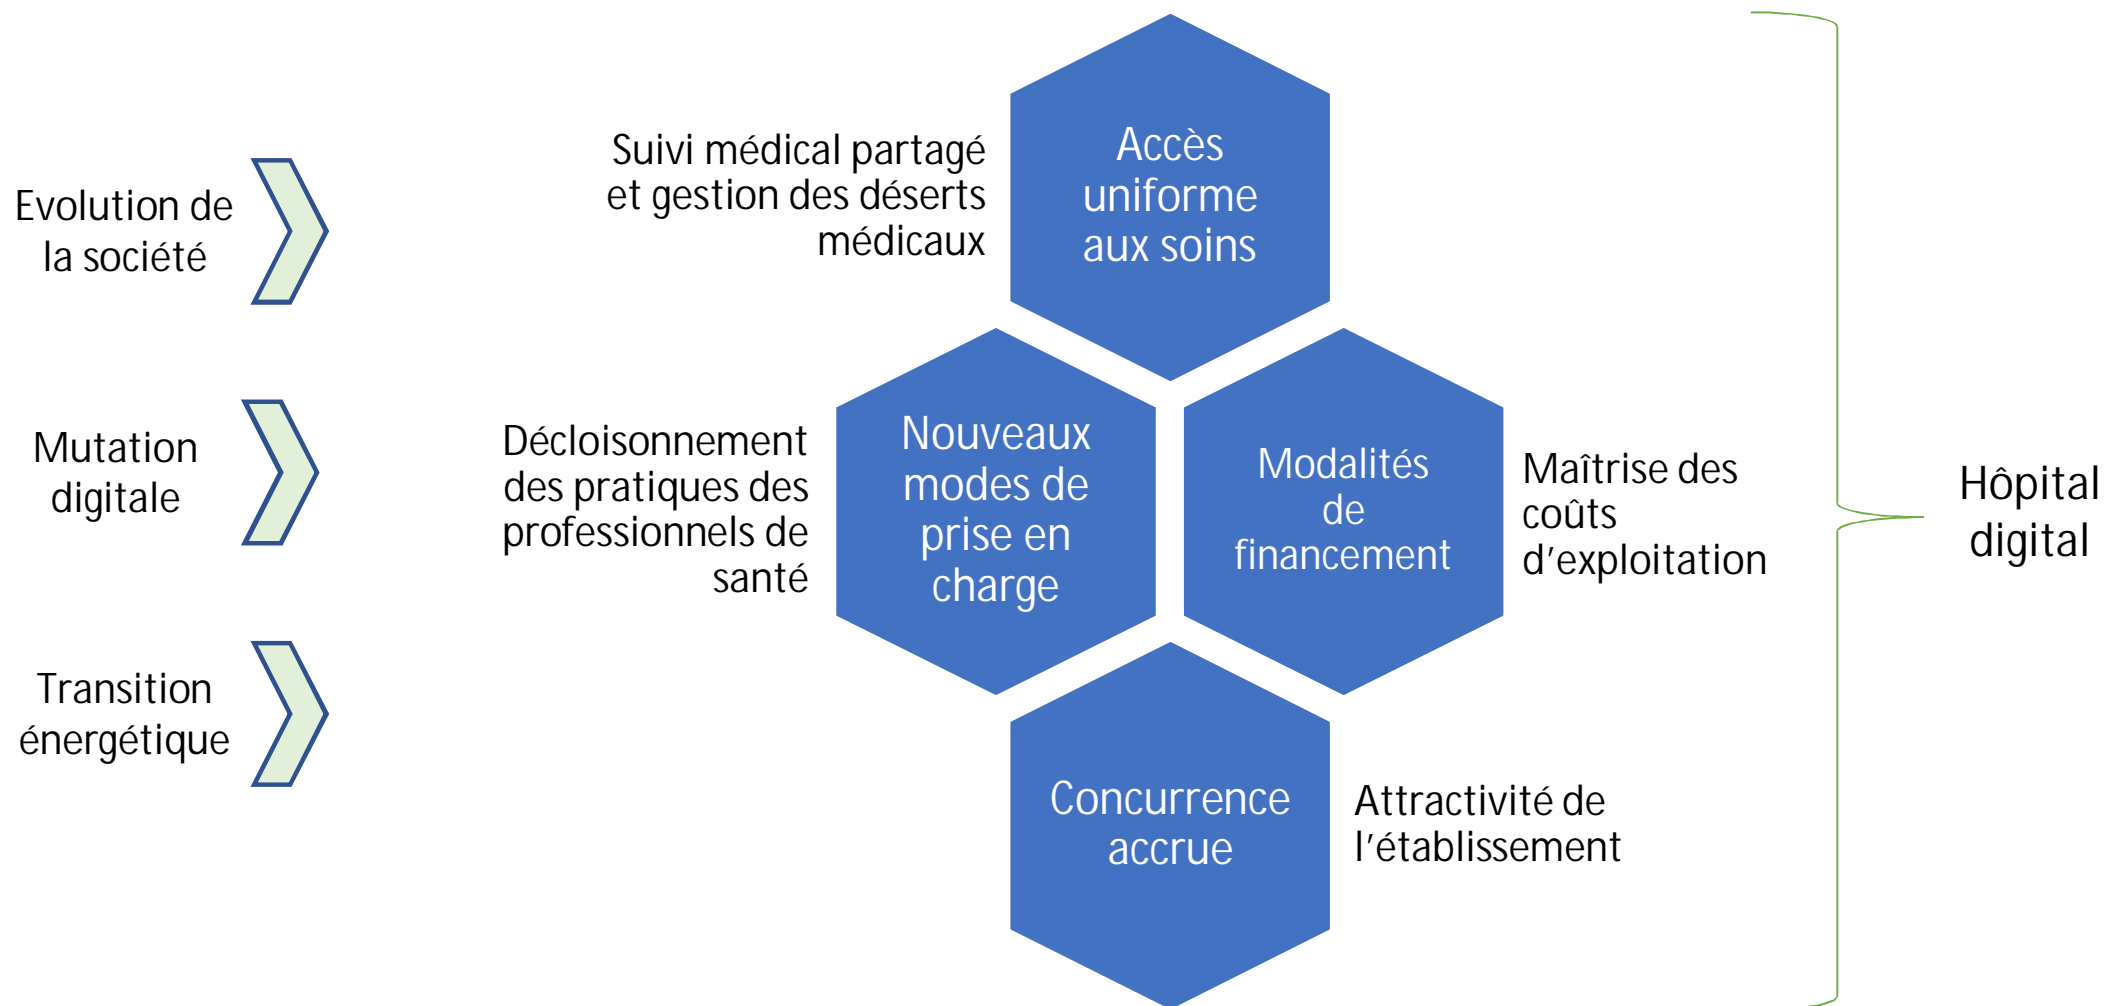 Evolution de
la société
Mutation
digitale
Transition
énergétique
Suivi médical partagé
et gestion des déserts
médicaux
Accès
uniforme
aux soins
Décloisonnement
des pratiques des
professionnels de
santé
Nouveaux
modes de
prise en
charge
Modalités
de
financement
Maîtrise des
coûts
d'exploitation
Concurrence
accrue
Attractivité de
l'établissement
Hôpital
digital